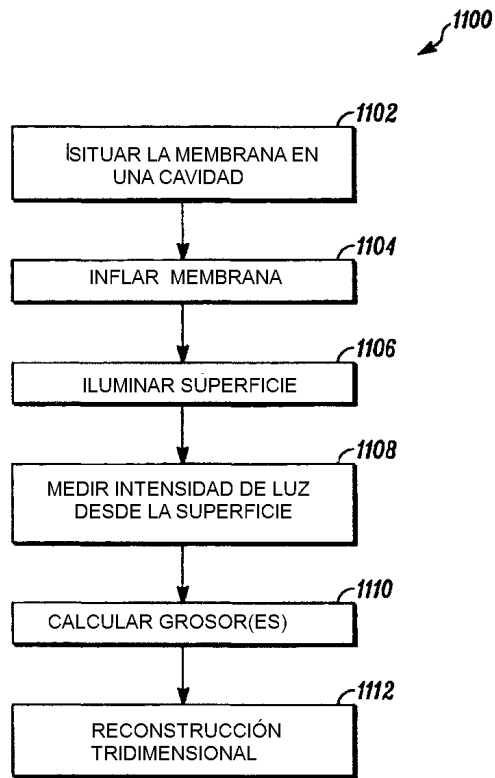 1100
1102
ISITUAR LA MEMBRANA EN
UNA CAVIDAD
1104
INFLAR MEMBRANA
1106
ILUMINAR SUPERFICIE
1108
MEDIR INTENSIDAD DE LUZ
DESDE LA SUPERFICIE
1110
CALCULAR GROSOR(ES)
1112
RECONSTRUCCIÓN
TRIDIMENSIONAL